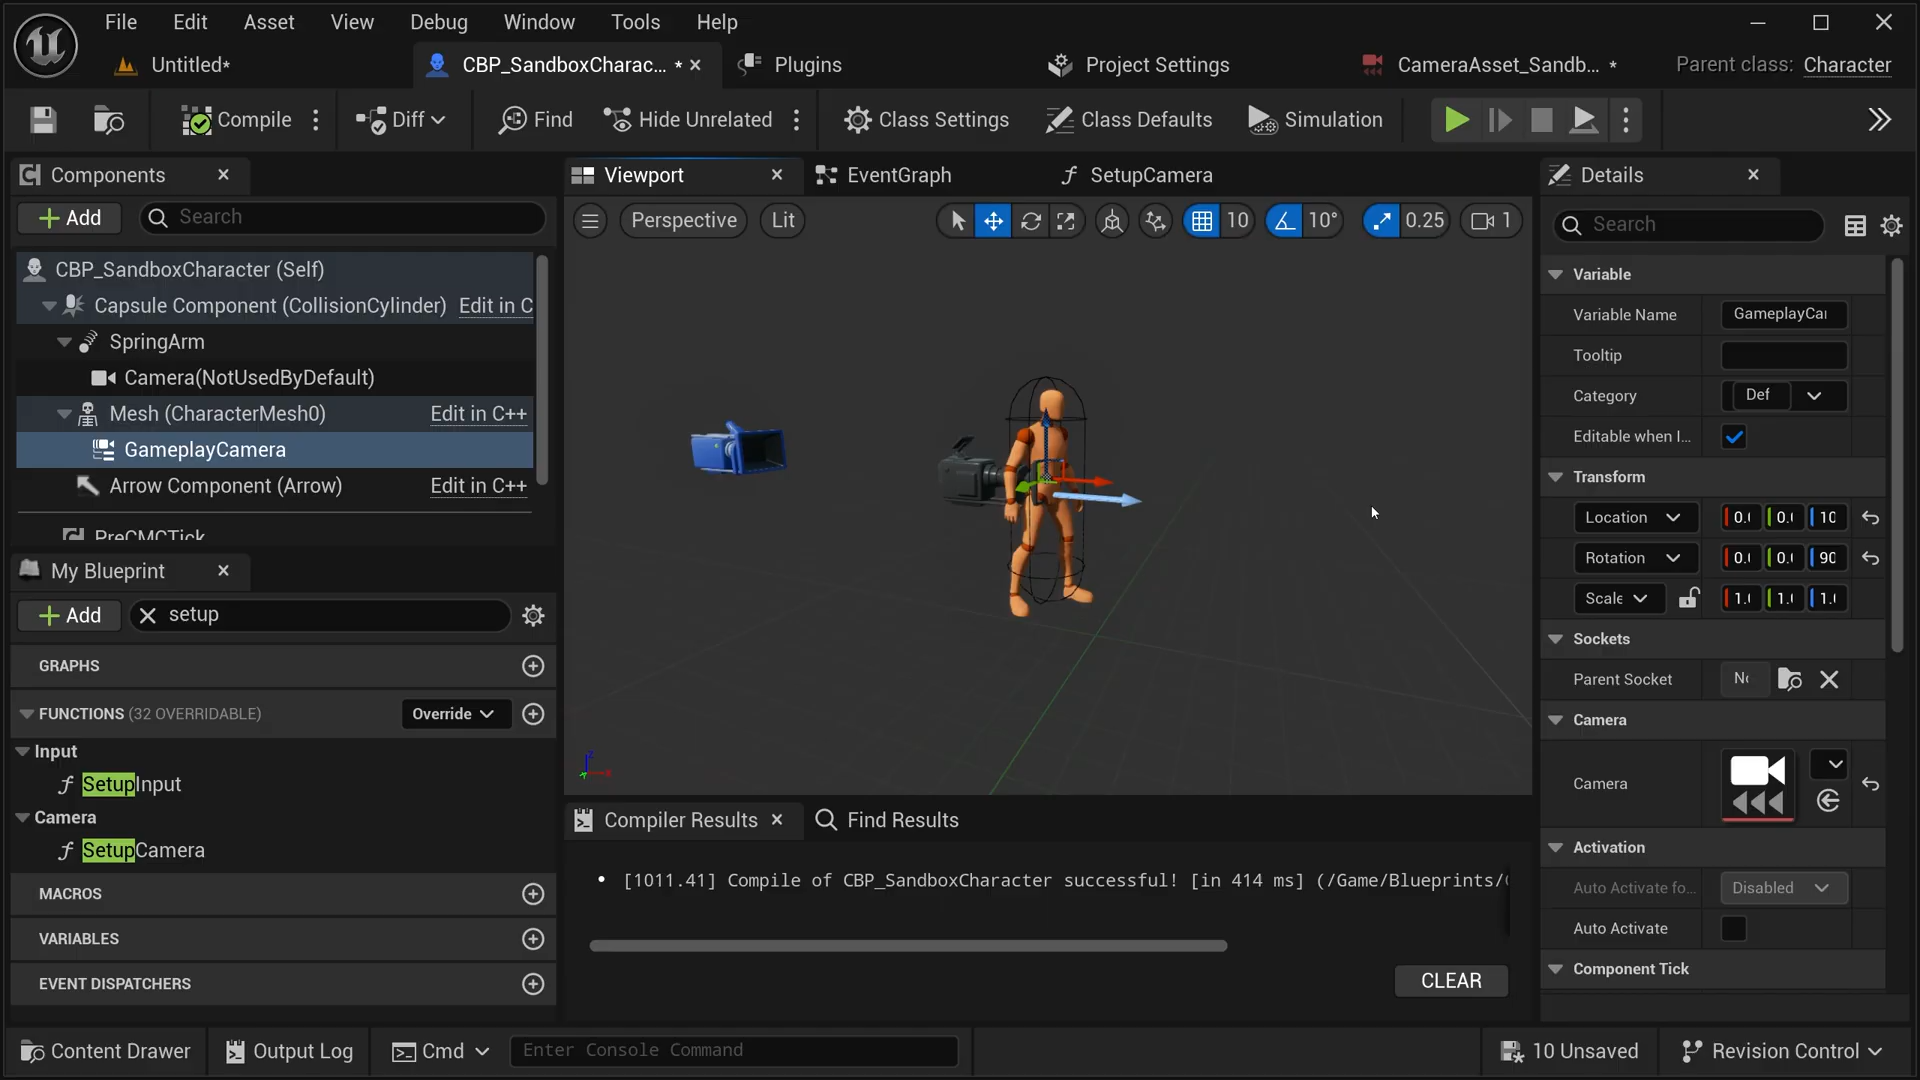 File Edit Asset View Debug Window Tools Help
Untitled* CBP_SandboxCharac... * Plugins Project Settings CameraAsset_Sandb... * Parent class: Character
Compile Diff Find Hide Unrelated Class Settings Class Defaults Simulation
Components
Add Search
CBP_SandboxCharacter (Self)
Capsule Component (CollisionCylinder) Edit in C
SpringArm
Camera(NotUsedByDefault)
Mesh (CharacterMesh0) Edit in C++
GameplayCamera
Arrow Component (Arrow) Edit in C++
PreCMCTick
My Blueprint
Add setup
GRAPHS
FUNCTIONS (32 OVERRIDABLE) Override
Input
SetupInput
Camera
SetupCamera
MACROS
VARIABLES
EVENT DISPATCHERS
Viewport EventGraph SetupCamera
Perspective Lit 10 10° 0.25 1
Compiler Results Find Results
[1011.41] Compile of CBP_SandboxCharacter successful! [in 414 ms] (/Game/Blueprints/
CLEAR
Details
Search
Variable
Variable Name GameplayCa
Tooltip
Category Def
Editable when I...
Transform
Location 0. 0. 10
Rotation 0. 0. 90
Scale 1. 1. 1.
Sockets
Parent Socket
Camera
Camera
Activation
Auto Activate fo... Disabled
Auto Activate
Component Tick
Content Drawer Output Log Cmd Enter Console Command 10 Unsaved Revision Control